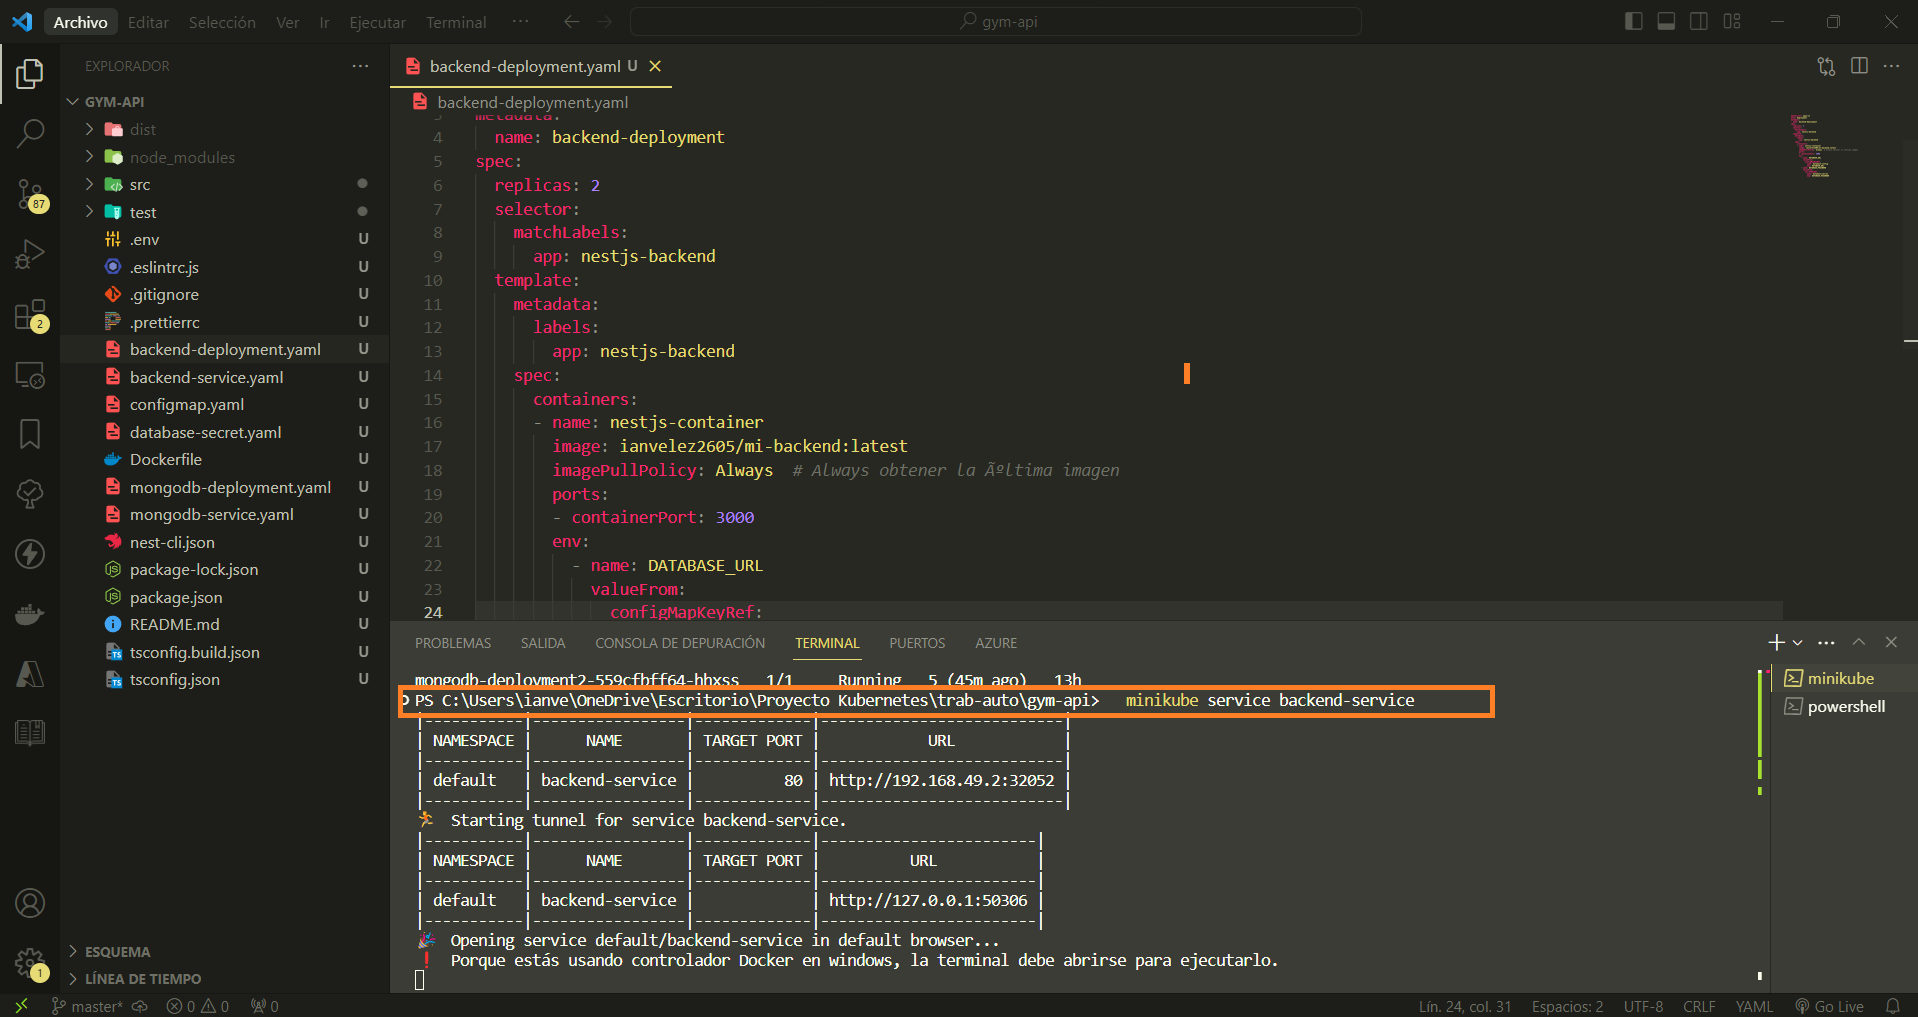 Archivo Editar Selección Ver Ir Ejecutar Terminal ··· gym-api
EXPLORADOR ···
GYM-API
dist
node_modules
src
test
.env U
.eslintrc.js U
.gitignore U
.prettierrc U
backend-deployment.yaml U
backend-service.yaml U
configmap.yaml U
database-secret.yaml U
Dockerfile U
mongodb-deployment.yaml U
mongodb-service.yaml U
nest-cli.json U
package-lock.json U
package.json U
README.md U
tsconfig.build.json U
tsconfig.json U
ESQUEMA
LÍNEA DE TIEMPO
87
2
1
backend-deployment.yaml U
backend-deployment.yaml
3 metadata:
4 name: backend-deployment
5 spec:
6 replicas: 2
7 selector:
8 matchLabels:
9 app: nestjs-backend
10 template:
11 metadata:
12 labels:
13 app: nestjs-backend
14 spec:
15 containers:
16 - name: nestjs-container
17 image: ianvelez2605/mi-backend:latest
18 imagePullPolicy: Always # Always obtener la Ãºltima imagen
19 ports:
20 - containerPort: 3000
21 env:
22 - name: DATABASE_URL
23 valueFrom:
24 configMapKeyRef:
PROBLEMAS SALIDA CONSOLA DE DEPURACIÓN TERMINAL PUERTOS AZURE
mongodb-deployment2-559cfbff64-hhxss 1/1 Running 5 (45m ago) 13h
PS C:\Users\ianve\OneDrive\Escritorio\Proyecto Kubernetes\trab-auto\gym-api> minikube service backend-service
|-----------|-----------------|-------------|---------------------------|
| NAMESPACE | NAME | TARGET PORT | URL |
|-----------|-----------------|-------------|---------------------------|
| default | backend-service | 80 | http://192.168.49.2:32052 |
|-----------|-----------------|-------------|---------------------------|
🏃 Starting tunnel for service backend-service.
|-----------|-----------------|-------------|------------------------|
| NAMESPACE | NAME | TARGET PORT | URL |
|-----------|-----------------|-------------|------------------------|
| default | backend-service | | http://127.0.0.1:50306 |
|-----------|-----------------|-------------|------------------------|
🎉 Opening service default/backend-service in default browser...
❗ Porque estás usando controlador Docker en windows, la terminal debe abrirse para ejecutarlo.
minikube
powershell
master* 0 0 0 Lín. 24, col. 31 Espacios: 2 UTF-8 CRLF YAML Go Live